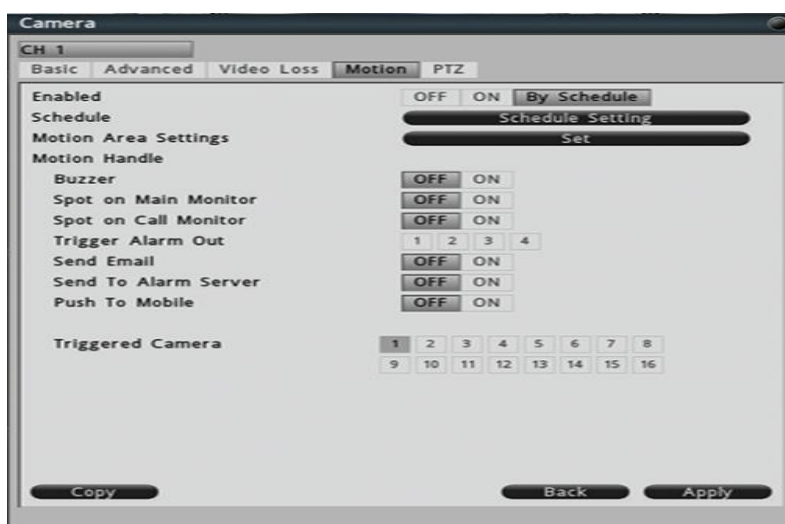 Camera
CH 1
Basic Advanced Video Loss Motion PTZ
Enabled OFF ON By Schedule
Schedule Schedule Setting
Motion Area Settings Set
Motion Handle
Buzzer OFF ON
Spot on Main Monitor OFF ON
Spot on Call Monitor OFF ON
Trigger Alarm Out 1 2 3 4
Send Email OFF ON
Send To Alarm Server OFF ON
Push To Mobile OFF ON
Triggered Camera 1 2 3 4 5 6 7 8
9 10 11 12 13 14 15 16
Copy Back Apply